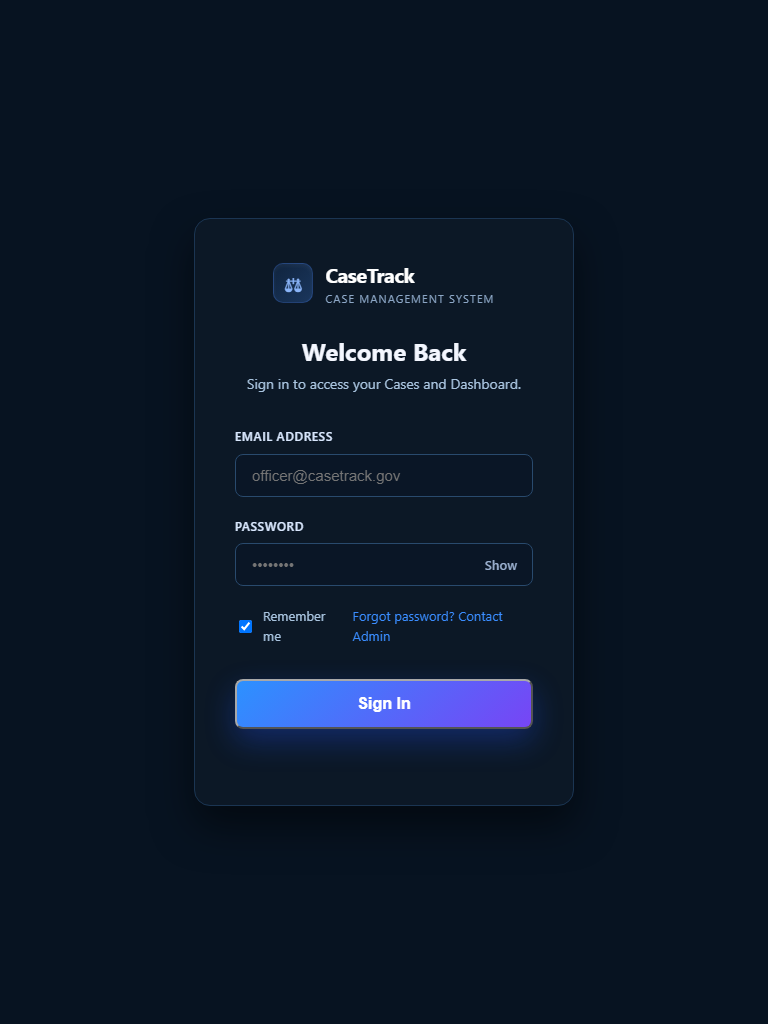 CaseTrack
CASE MANAGEMENT SYSTEM
Welcome Back
Sign in to access your Cases and Dashboard.
EMAIL ADDRESS
officer@casetrack.gov
PASSWORD
•••••••• Show
Remember me
Forgot password? Contact Admin
Sign In